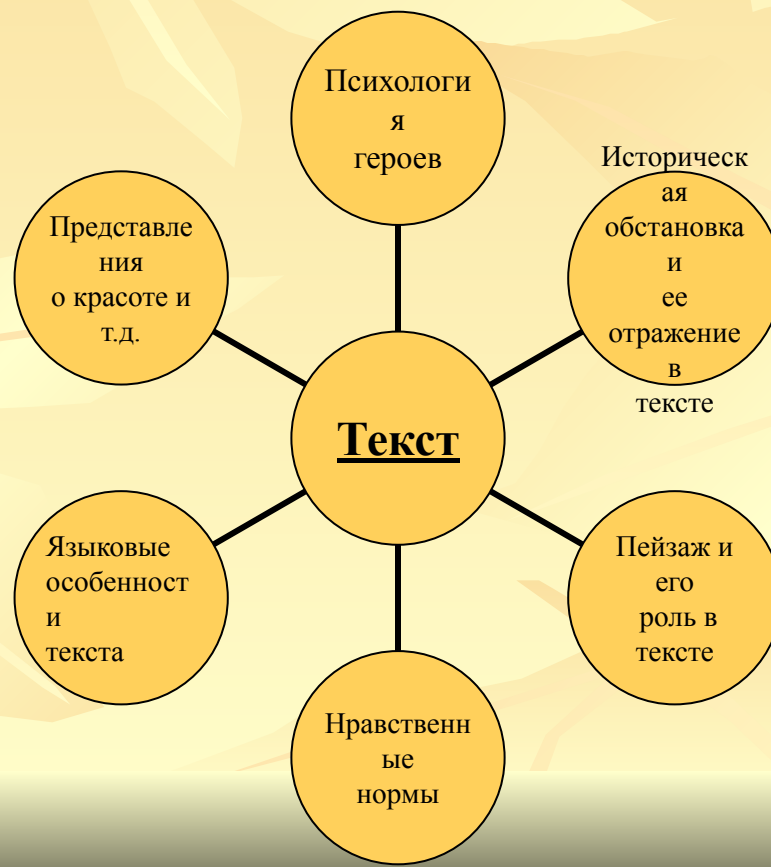 Психологи
я
героев
Историческ
ая
обстановка
и
ее
отражение
в
тексте
Представле
ния
о красоте и
т.д.
Текст
Языковые
особенност
и
текста
Пейзаж и
его
роль в
тексте
Нравственн
ые
нормы